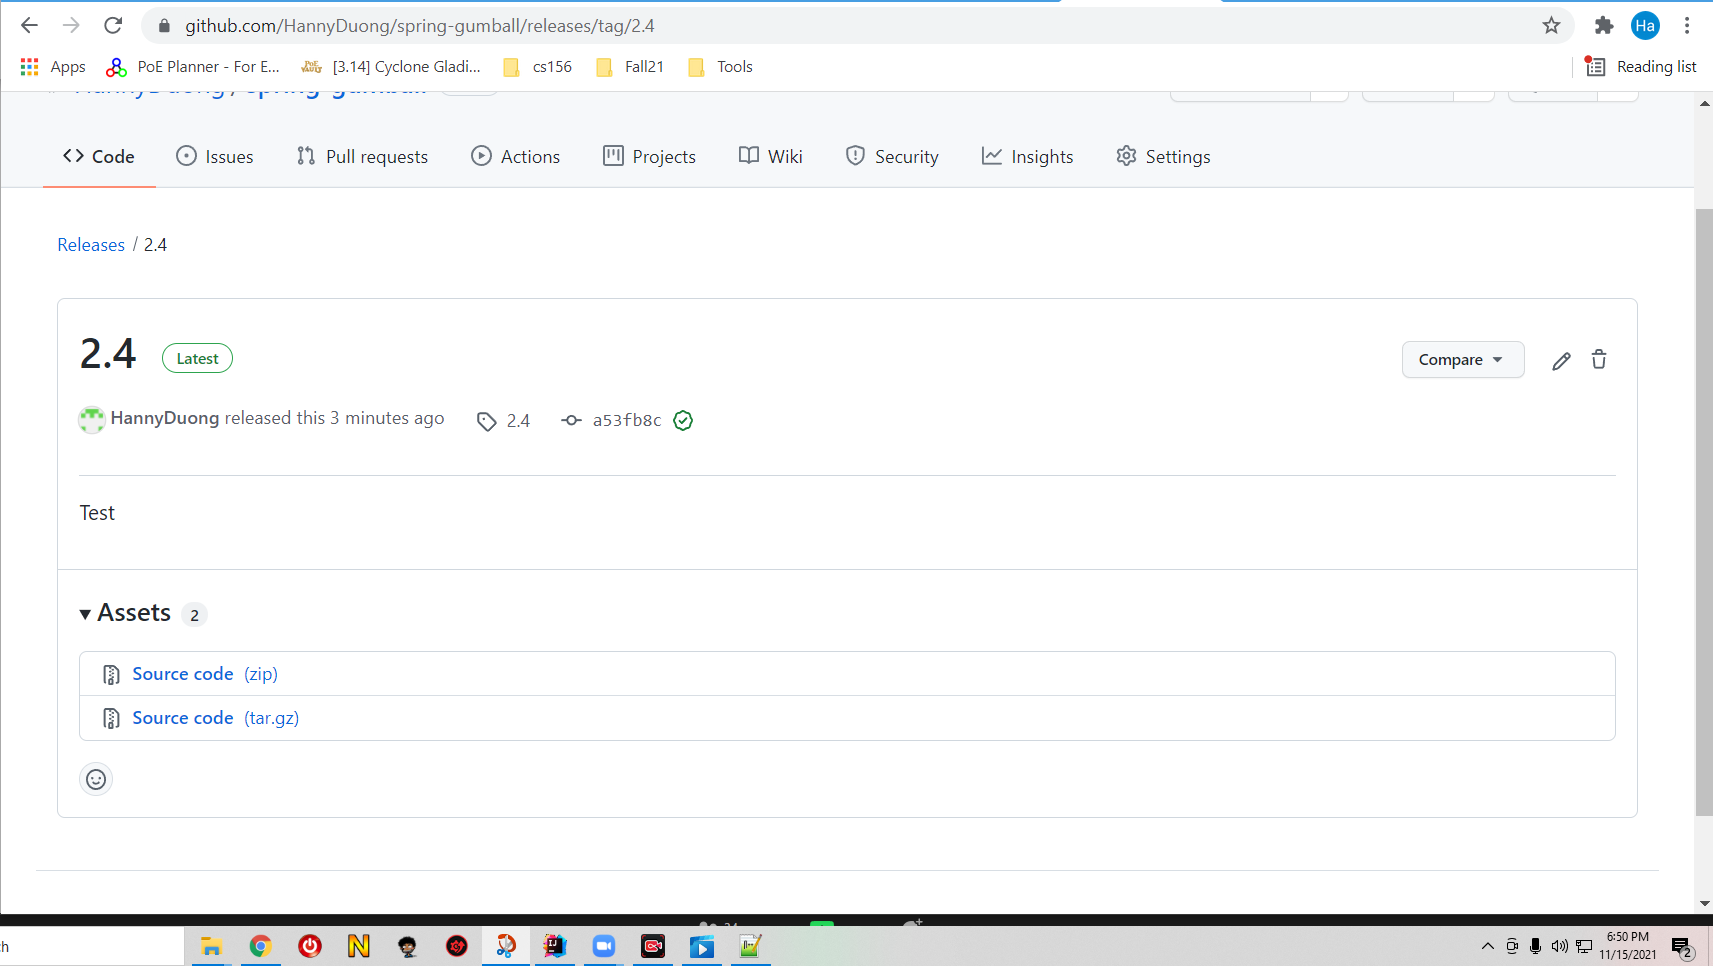 github.com/HannyDuong/spring-gumball/releases/tag/2.4
Ha
Apps
PoE Planner - For E...
[3.14] Cyclone Gladi...
cs156
Fall21
Tools
Reading list
HannyDuong / spring-gumball
Code
Issues
Pull requests
Actions
Projects
Wiki
Security
Insights
Settings
Releases / 2.4
2.4
Latest
Compare
HannyDuong released this 3 minutes ago
2.4
a53fb8c
Test
Assets 2
Source code (zip)
Source code (tar.gz)
6:50 PM
11/15/2021
2